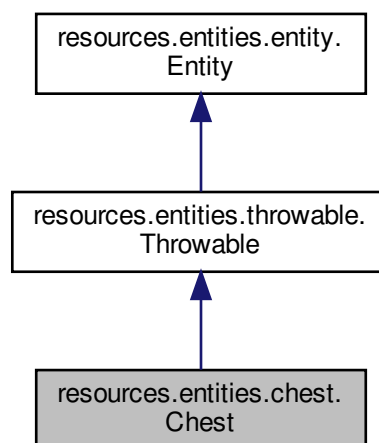 resources.entities.entity.
Entity
resources.entities.throwable.
Throwable
resources.entities.chest.
Chest